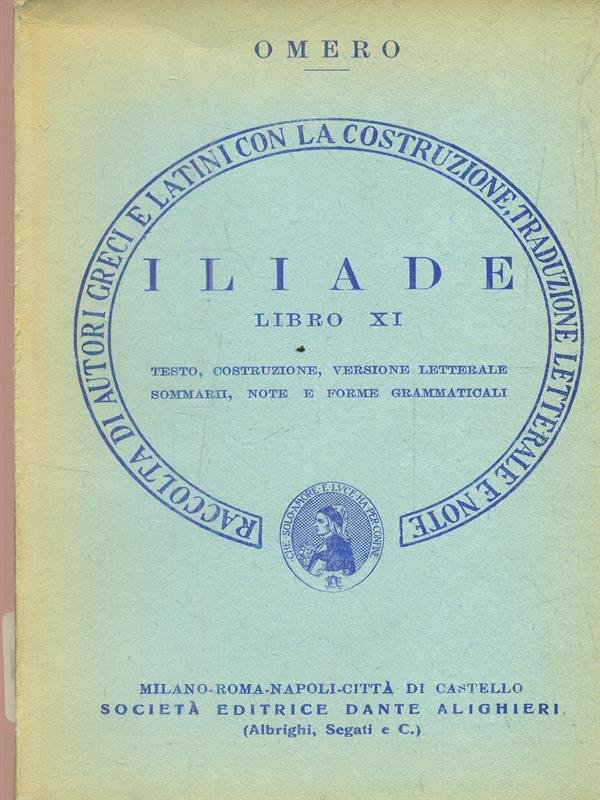 OMERO
RACCOLTA DI AUTORI GRECI E LATINI CON LA COSTRUZIONE, TRADUZIONE LETTERALE E NOTE
ILIADE
LIBRO XI
TESTO, COSTRUZIONE, VERSIONE LETTERALE
SOMMARII, NOTE E FORME GRAMMATICALI
CHE·SOLO·AMORE·E·LVCE·HA·PER·CONFINE
MILANO-ROMA-NAPOLI-CITTÀ DI CASTELLO
SOCIETÀ EDITRICE DANTE ALIGHIERI
(Albrighi, Segati e C.)